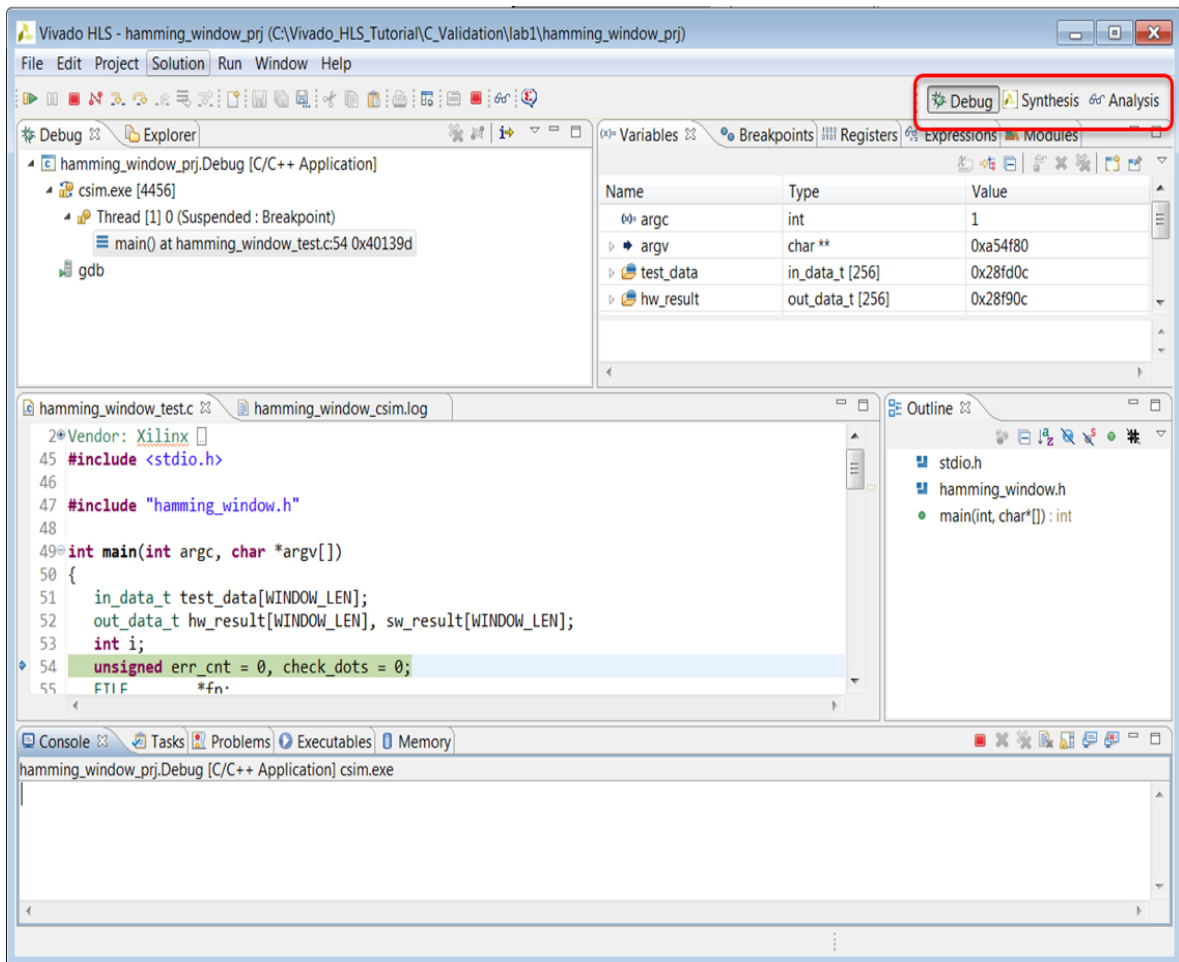 Vivado HLS - hamming_window_prj (C:\Vivado_HLS_Tutorial\C_Validation\lab1\hamming_window_prj)
File Edit Project Solution Run Window Help
Debug Synthesis Analysis
Debug Explorer
hamming_window_prj.Debug [C/C++ Application]
csim.exe [4456]
Thread [1] 0 (Suspended : Breakpoint)
main() at hamming_window_test.c:54 0x40139d
gdb
(x)= Variables Breakpoints Registers Expressions Modules
Name Type Value
(x)= argc int 1
argv char ** 0xa54f80
test_data in_data_t [256] 0x28fd0c
hw_result out_data_t [256] 0x28f90c
hamming_window_test.c hamming_window_csim.log
2 Vendor: Xilinx
45 #include <stdio.h>
46
47 #include "hamming_window.h"
48
49 int main(int argc, char *argv[])
50 {
51 in_data_t test_data[WINDOW_LEN];
52 out_data_t hw_result[WINDOW_LEN], sw_result[WINDOW_LEN];
53 int i;
54 unsigned err_cnt = 0, check_dots = 0;
55 FILE *fp;
Outline
stdio.h
hamming_window.h
main(int, char*[]) : int
Console Tasks Problems Executables Memory
hamming_window_prj.Debug [C/C++ Application] csim.exe